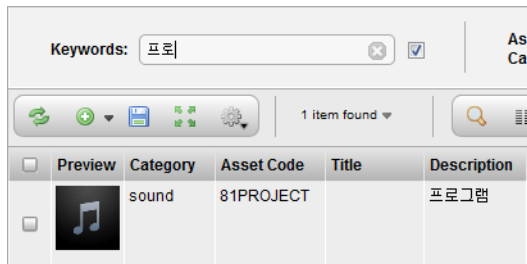 Keywords: 프로 As
Ca
1 item found
Preview Category Asset Code Title Description
sound 81PROJECT 프로그램